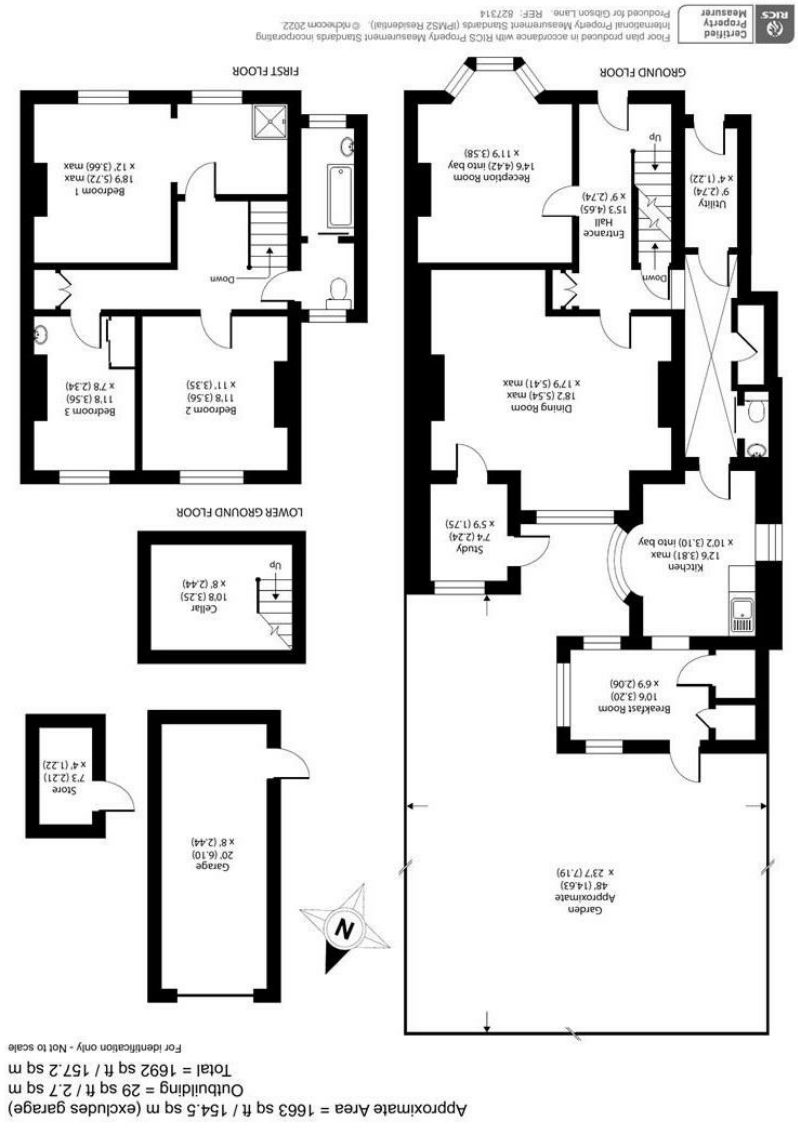 Approximate Area = 1663 sq ft / 154.5 sq m (excludes garage)
Outbuilding = 29 sq ft / 2.7 sq m
Total = 1692 sq ft / 157.2 sq m
For identification only - Not to scale
Garden
Approximate
48' (14.63)
x 23'7 (7.19)
N
Garage
20' (6.10)
x 8' (2.44)
Store
7'3 (2.21)
x 4' (1.22)
Breakfast Room
10'6 (3.20)
x 6'9 (2.06)
Cellar
10'8 (3.25)
x 8' (2.44)
Up
LOWER GROUND FLOOR
Kitchen
12'6 (3.81) max
x 10'2 (3.10) into bay
Study
7'4 (2.24)
x 5'9 (1.75)
Dining Room
18'2 (5.54) max
x 17'9 (5.41) max
Bedroom 2
11'8 (3.56)
x 11' (3.35)
Bedroom 3
11'8 (3.56)
x 7'8 (2.34)
Down
Down
Utility
9' (2.74)
x 4' (1.22)
Entrance
Hall
15'3 (4.65)
x 9' (2.74)
Up
Reception Room
14'6 (4.42) into bay
x 11'9 (3.58)
Bedroom 1
18'9 (5.72) max
x 12' (3.66) max
GROUND FLOOR
FIRST FLOOR
RICS
Certified
Property
Measurer
Floor plan produced in accordance with RICS Property Measurement Standards incorporating
International Property Measurement Standards (IPMS2 Residential). © nichecom 2022.
Produced for Gibson Lane. REF: 827314